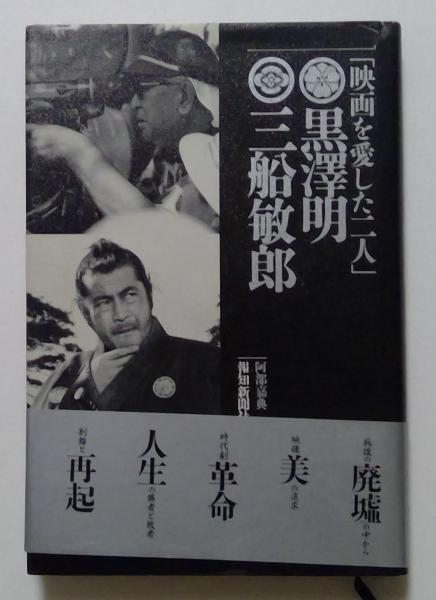 「映画を愛した二人」
黒澤明
三船敏郎
阿部嘉典
報知新聞社
戦後の廃墟の中から
映像美の追求
時代劇革命
人生の勝者と敗者
別離と再起